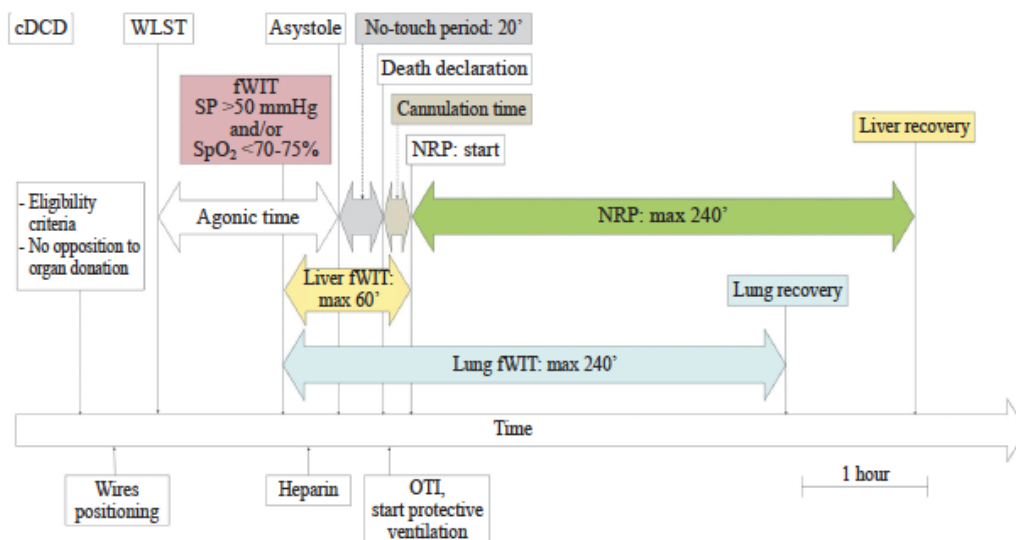 cDCD
WLST
Asystole
No-touch period: 20’
Death declaration
fWIT
SP >50 mmHg
and/or
SpO₂ <70-75%
Cannulation time
NRP: start
Liver recovery
- Eligibility
criteria
- No opposition to
organ donation
Agonic time
NRP: max 240’
Liver fWIT:
max 60’
Lung recovery
Lung fWIT: max 240’
Time
Wires
positioning
Heparin
OTI,
start protective
ventilation
1 hour